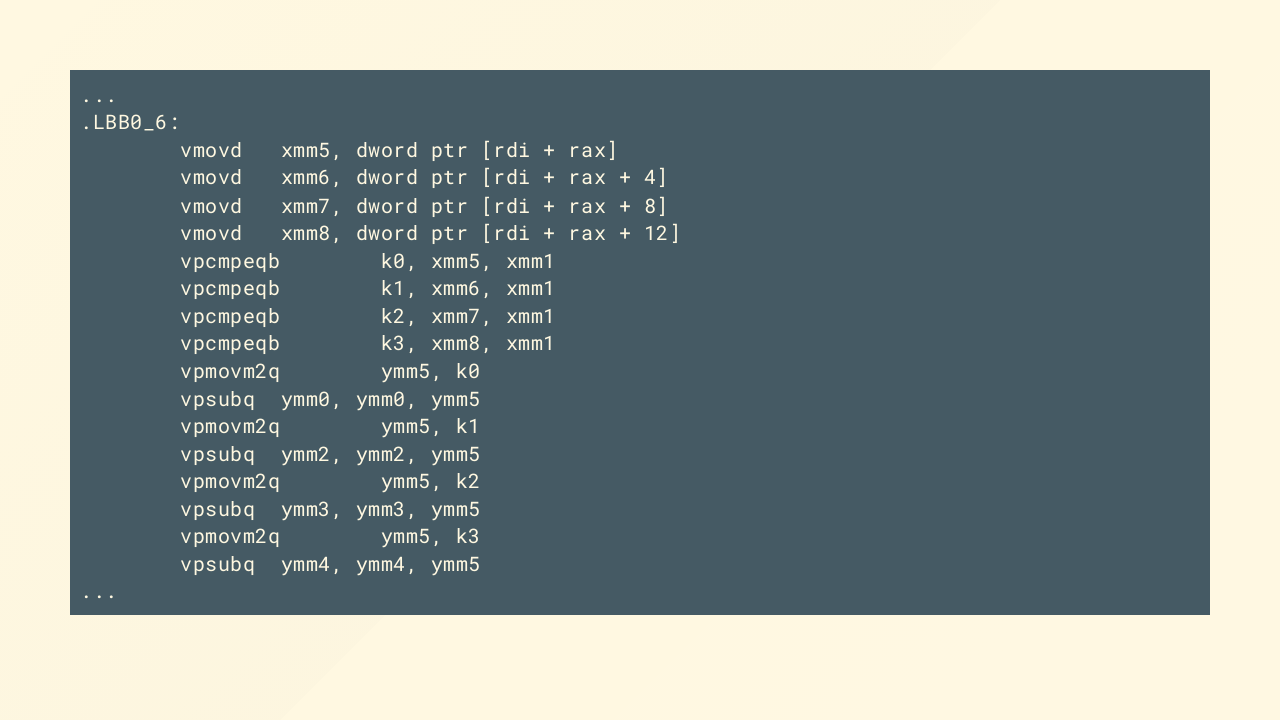 ...
.LBB0_6:
        vmovd   xmm5, dword ptr [rdi + rax]
        vmovd   xmm6, dword ptr [rdi + rax + 4]
        vmovd   xmm7, dword ptr [rdi + rax + 8]
        vmovd   xmm8, dword ptr [rdi + rax + 12]
        vpcmpeqb        k0, xmm5, xmm1
        vpcmpeqb        k1, xmm6, xmm1
        vpcmpeqb        k2, xmm7, xmm1
        vpcmpeqb        k3, xmm8, xmm1
        vpmovm2q        ymm5, k0
        vpsubq  ymm0, ymm0, ymm5
        vpmovm2q        ymm5, k1
        vpsubq  ymm2, ymm2, ymm5
        vpmovm2q        ymm5, k2
        vpsubq  ymm3, ymm3, ymm5
        vpmovm2q        ymm5, k3
        vpsubq  ymm4, ymm4, ymm5
...